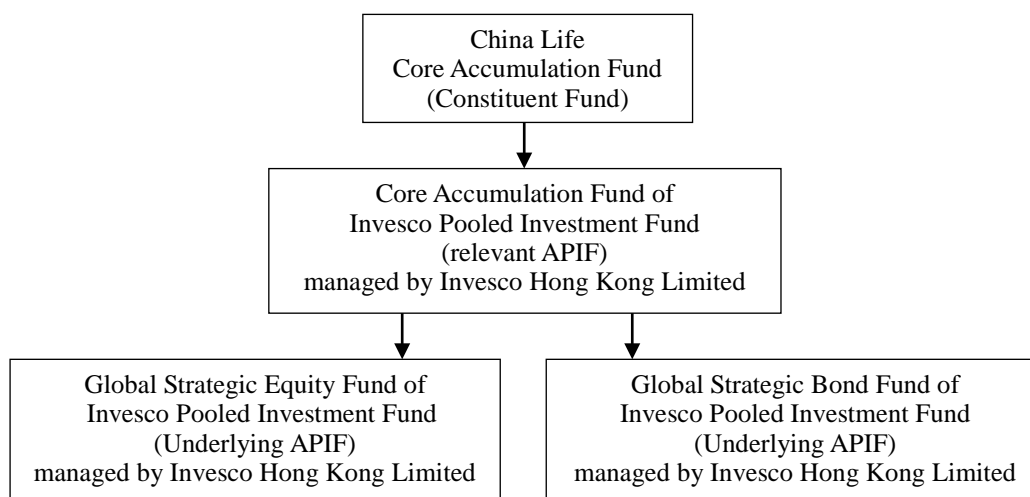 China Life
Core Accumulation Fund
(Constituent Fund)
Core Accumulation Fund of
Invesco Pooled Investment Fund
(relevant APIF)
managed by Invesco Hong Kong Limited
Global Strategic Equity Fund of
Invesco Pooled Investment Fund
(Underlying APIF)
managed by Invesco Hong Kong Limited
Global Strategic Bond Fund of
Invesco Pooled Investment Fund
(Underlying APIF)
managed by Invesco Hong Kong Limited